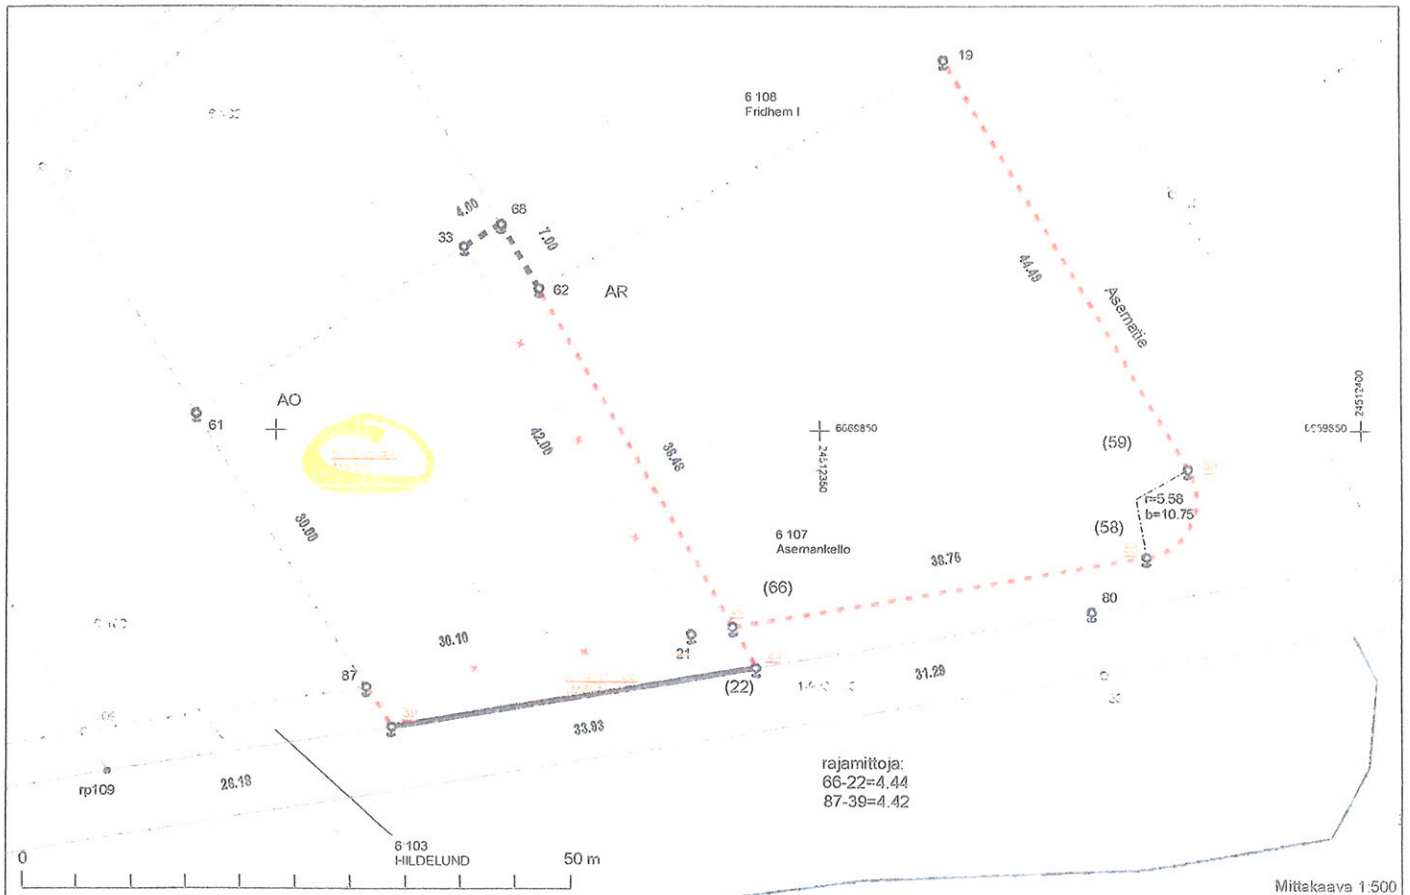 19
6 108
Fridhem I
68
4.00
33
7.00
62
AR
44.49
Asematie
AO
61
42.00
36.48
6669850
24512350
24512400
(59)
r=5.58
b=10.75
(58)
30.00
6 107
Asemankello
38.76
(66)
80
30.10
21
87
(22)
31.29
39
33.93
rp109
26.18
rajamittoja:
66-22=4.44
87-39=4.42
6 103
HILDELUND
0
50 m
Mittakaava 1:500